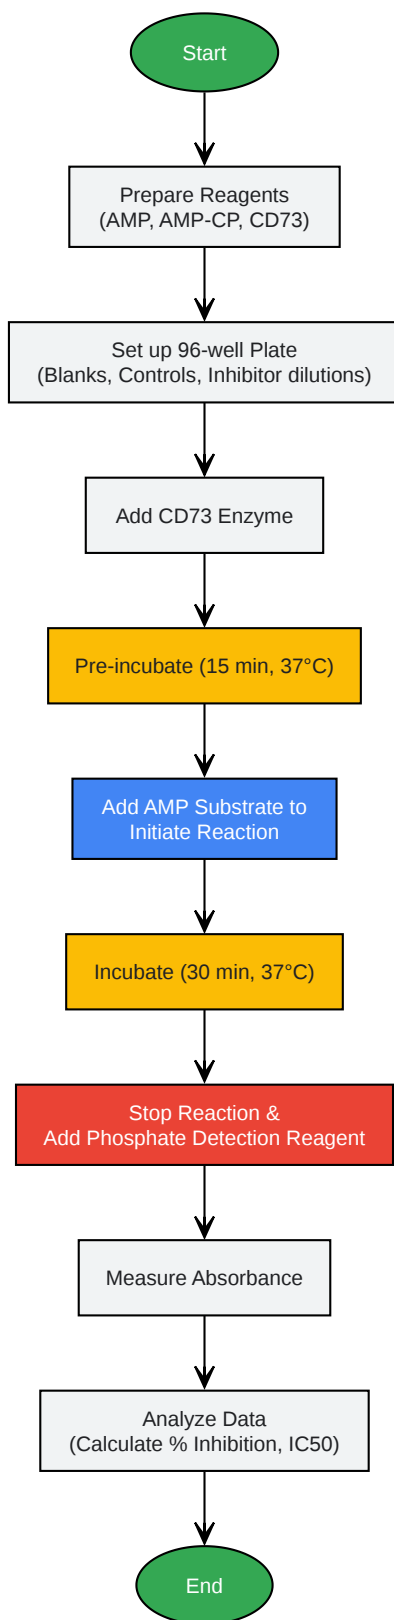 Start
Prepare Reagents
(AMP, AMP-CP, CD73)
Set up 96-well Plate
(Blanks, Controls, Inhibitor dilutions)
Add CD73 Enzyme
Pre-incubate (15 min, 37°C)
Add AMP Substrate to
Initiate Reaction
Incubate (30 min, 37°C)
Stop Reaction &
Add Phosphate Detection Reagent
Measure Absorbance
Analyze Data
(Calculate % Inhibition, IC50)
End